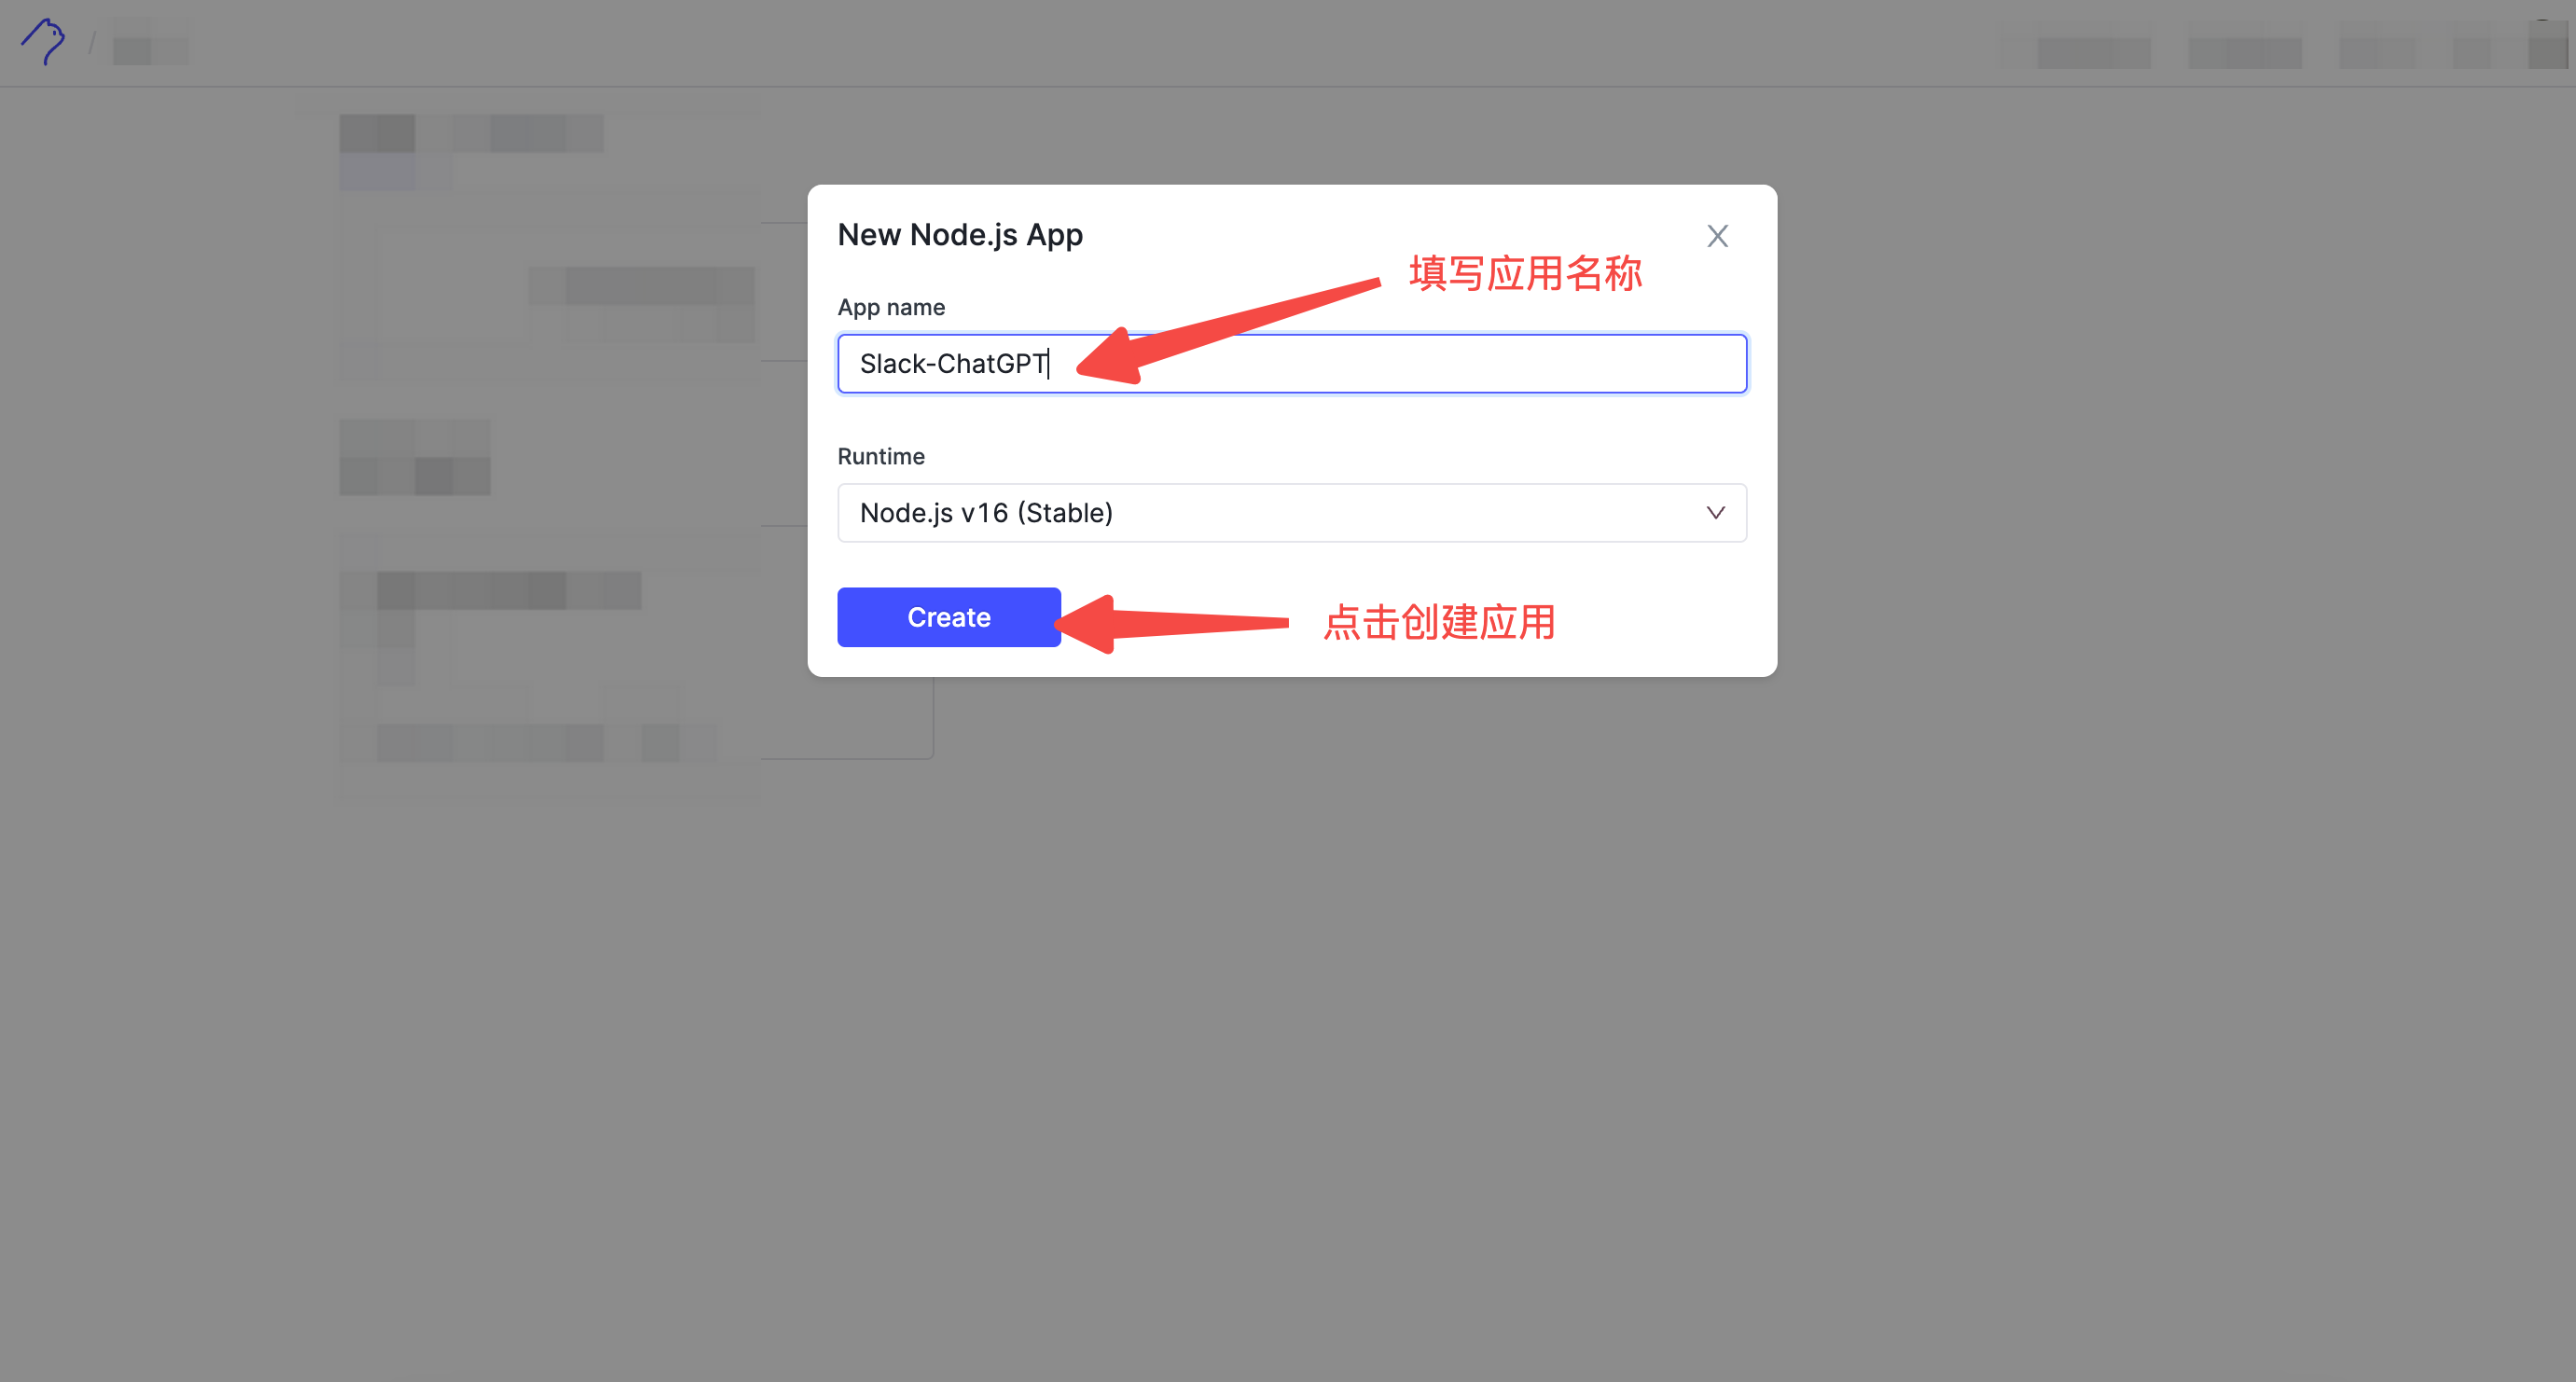 /
New Node.js App
填写应用名称
App name
Slack-ChatGPT
Runtime
Node.js v16 (Stable)
Create
点击创建应用